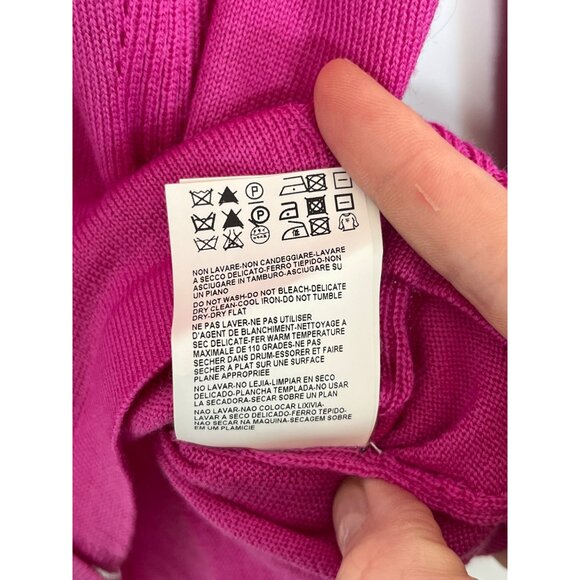 NON LAVARE-NON CANDEGGIARE-LAVARE
A SECCO DELICATO-FERRO TIEPIDO-NON
ASCIUGARE IN TAMBURO-ASCIUGARE SU
UN PIANO
DO NOT WASH-DO NOT BLEACH-DELICATE
DRY CLEAN-COOL IRON-DO NOT TUMBLE
DRY-DRY FLAT
NE PAS LAVER-NE PAS UTILISER
D'AGENT DE BLANCHIMENT-NETTOYAGE A
SEC DELICATE-FER WARM TEMPERATURE
MAXIMALE DE 110 GRADES-NE PAS
SECHER DANS DRUM-ESSORER ET FAIRE
SECHER A PLAT SUR UNE SURFACE
PLANE APPROPRIÉE
NO LAVAR-NO LEJIA-LIMPIAR EN SECO
DELICADO-PLANCHA TEMPLADA-NO USAR
LA SECADORA-SECAR SOBRE UN PLAN
NAO LAVAR-NAO COLOCAR LIXIVIA-
LAVAR A SECO DELICADO-FERRO TEPIDO-
NAO SECAR NA MAQUINA-SECAGEM SOBRE
EM UM PLAMICIE